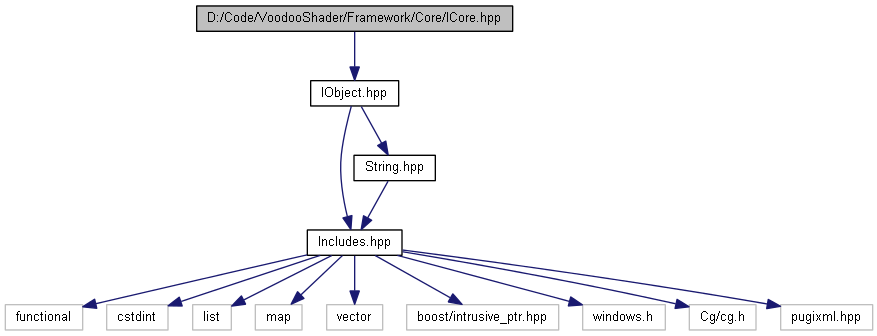 D:/Code/VoodooShader/Framework/Core/ICore.hpp
IObject.hpp
String.hpp
Includes.hpp
functional
cstdint
list
map
vector
boost/intrusive_ptr.hpp
windows.h
Cg/cg.h
pugixml.hpp